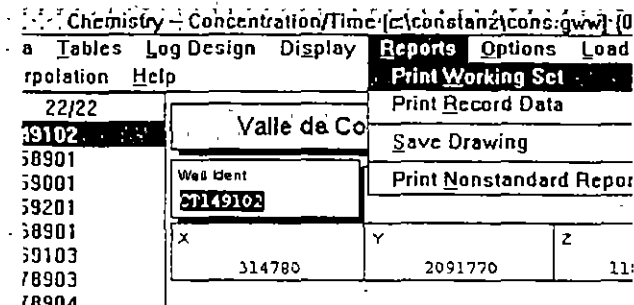 Chemistry – Concentration/Time [c:\constanz\cons.gww] {0
a Tables Log Design Display Reports Options Load
rpolation Help
Print Working Set
Print Record Data
Save Drawing
Print Nonstandard Repor
22/22
49102
58901
59001
59201
58901
59103
78903
78904
Valle de Co
Well Ident
CT149102
X Y Z
314780 2091770 11